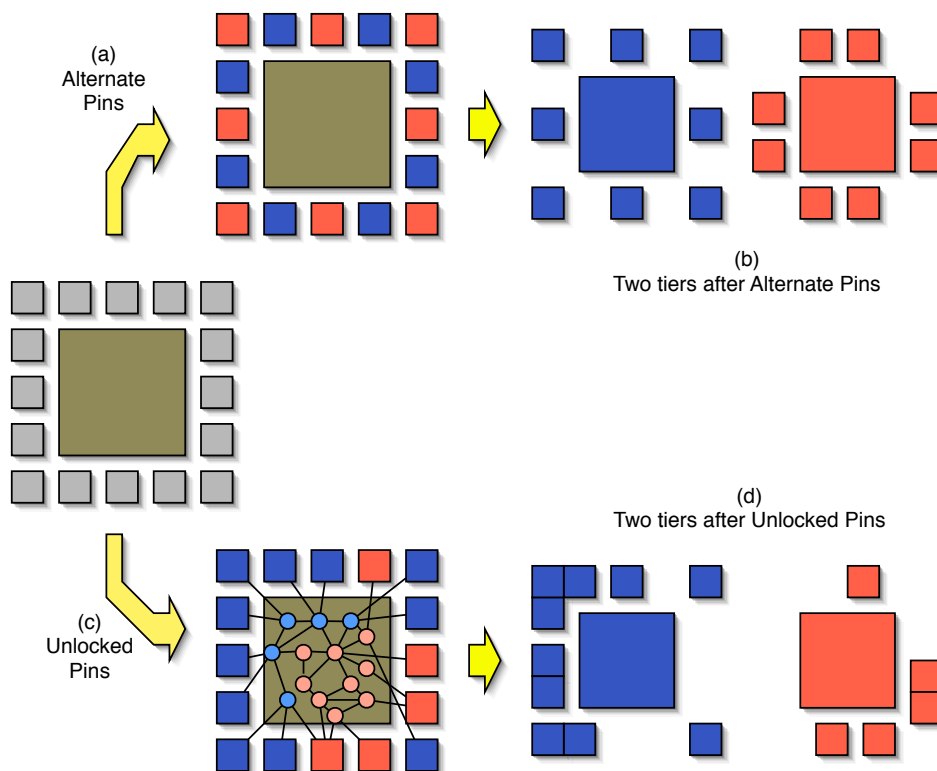 (a)
Alternate
Pins
(b)
Two tiers after Alternate Pins
(d)
Two tiers after Unlocked Pins
(c)
Unlocked
Pins